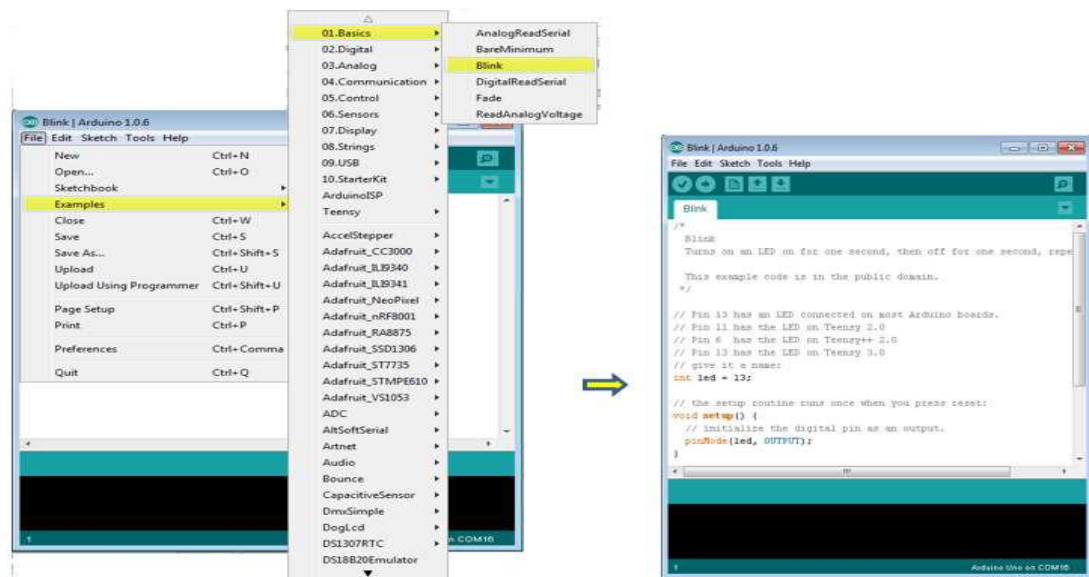 Blink | Arduino 1.0.6
File Edit Sketch Tools Help
New Ctrl+N
Open... Ctrl+O
Sketchbook
Examples
Close Ctrl+W
Save Ctrl+S
Save As... Ctrl+Shift+S
Upload Ctrl+U
Upload Using Programmer Ctrl+Shift+U
Page Setup Ctrl+Shift+P
Print Ctrl+P
Preferences Ctrl+Comma
Quit Ctrl+Q
1
COM16
01.Basics
02.Digital
03.Analog
04.Communication
05.Control
06.Sensors
07.Display
08.Strings
09.USB
10.StarterKit
ArduinoISP
Teensy
AccelStepper
Adafruit_CC3000
Adafruit_ILI9340
Adafruit_ILI9341
Adafruit_NeoPixel
Adafruit_nRF8001
Adafruit_RA8875
Adafruit_SSD1306
Adafruit_ST7735
Adafruit_STMPE610
Adafruit_VS1053
ADC
AltSoftSerial
Artnet
Audio
Bounce
CapacitiveSensor
DmxSimple
DogLcd
DS1307RTC
DS18B20Emulator
AnalogReadSerial
BareMinimum
Blink
DigitalReadSerial
Fade
ReadAnalogVoltage
Blink | Arduino 1.0.6
File Edit Sketch Tools Help
Blink
/*
Blink
Turns on an LED on for one second, then off for one second, repe
This example code is in the public domain.
*/
// Pin 13 has an LED connected on most Arduino boards.
// Pin 11 has the LED on Teensy 2.0
// Pin 6 has the LED on Teensy++ 2.0
// Pin 13 has the LED on Teensy 3.0
// give it a name:
int led = 13;
// the setup routine runs once when you press reset:
void setup() {
// initialize the digital pin as an output.
pinMode(led, OUTPUT);
}
1
Arduino Uno on COM16